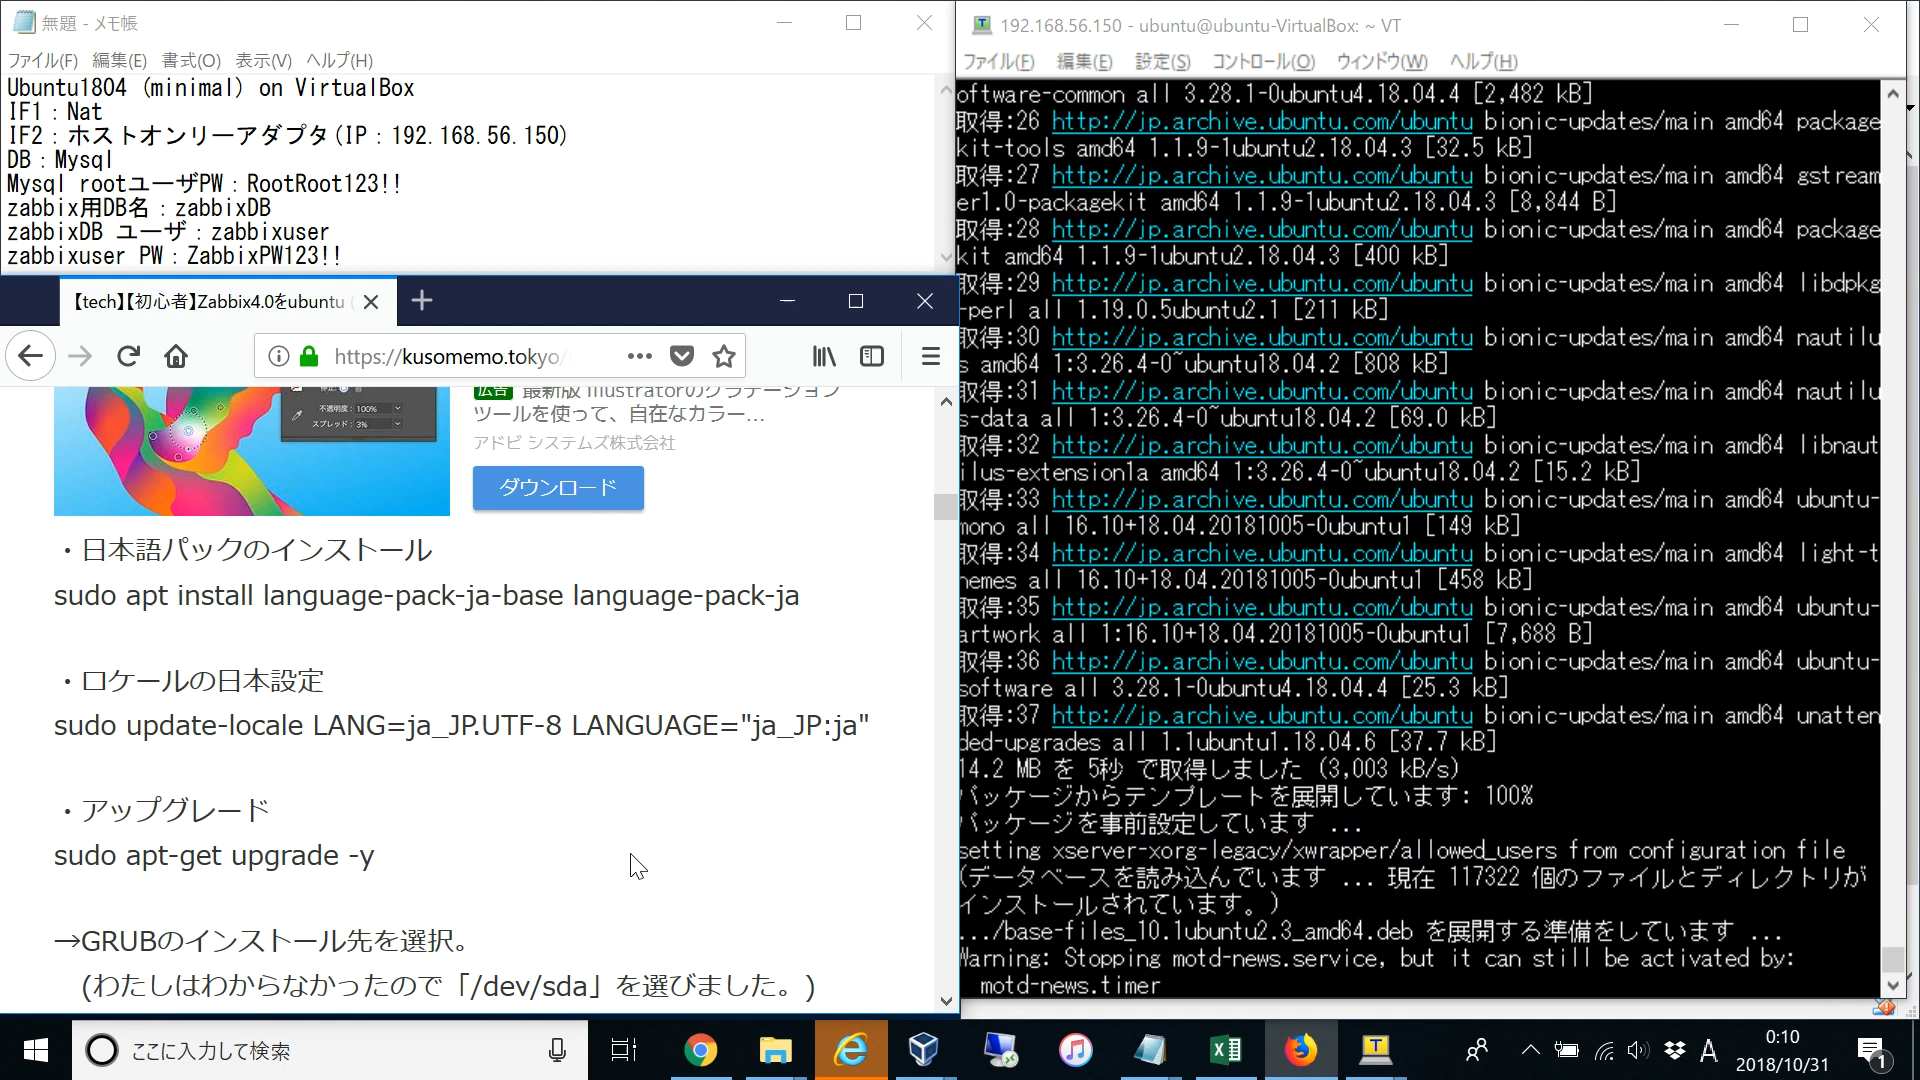 無題 - メモ帳
ファイル(F) 編集(E) 書式(O) 表示(V) ヘルプ(H)
Ubuntu1804 (minimal) on VirtualBox
IF1：Nat
IF2：ホストオンリーアダプタ(IP：192.168.56.150)
DB：Mysql
Mysql rootユーザPW：RootRoot123!!
zabbix用DB名：zabbixDB
zabbixDB ユーザ：zabbixuser
zabbixuser PW：ZabbixPW123!!
【tech】【初心者】Zabbix4.0をubuntu (
https://kusomemo.tokyo/
不透明度： 100%
スプレッド： 3%
広告 最新版 Illustratorのグラデーション
ツールを使って、自在なカラー...
アドビ システムズ株式会社
ダウンロード
・日本語パックのインストール
sudo apt install language-pack-ja-base language-pack-ja
・ロケールの日本設定
sudo update-locale LANG=ja_JP.UTF-8 LANGUAGE="ja_JP:ja"
・アップグレード
sudo apt-get upgrade -y
→GRUBのインストール先を選択。
(わたしはわからなかったので「/dev/sda」を選びました。)
192.168.56.150 - ubuntu@ubuntu-VirtualBox: ~ VT
ファイル(F) 編集(E) 設定(S) コントロール(O) ウィンドウ(W) ヘルプ(H)
oftware-common all 3.28.1-0ubuntu4.18.04.4 [2,482 kB]
取得:26 http://jp.archive.ubuntu.com/ubuntu bionic-updates/main amd64 package
kit-tools amd64 1.1.9-1ubuntu2.18.04.3 [32.5 kB]
取得:27 http://jp.archive.ubuntu.com/ubuntu bionic-updates/main amd64 gstream
er1.0-packagekit amd64 1.1.9-1ubuntu2.18.04.3 [8,844 B]
取得:28 http://jp.archive.ubuntu.com/ubuntu bionic-updates/main amd64 package
kit amd64 1.1.9-1ubuntu2.18.04.3 [400 kB]
取得:29 http://jp.archive.ubuntu.com/ubuntu bionic-updates/main amd64 libdpkg
-perl all 1.19.0.5ubuntu2.1 [211 kB]
取得:30 http://jp.archive.ubuntu.com/ubuntu bionic-updates/main amd64 nautilu
s amd64 1:3.26.4-0~ubuntu18.04.2 [808 kB]
取得:31 http://jp.archive.ubuntu.com/ubuntu bionic-updates/main amd64 nautilu
s-data all 1:3.26.4-0~ubuntu18.04.2 [69.0 kB]
取得:32 http://jp.archive.ubuntu.com/ubuntu bionic-updates/main amd64 libnaut
ilus-extension1a amd64 1:3.26.4-0~ubuntu18.04.2 [15.2 kB]
取得:33 http://jp.archive.ubuntu.com/ubuntu bionic-updates/main amd64 ubuntu-
mono all 16.10+18.04.20181005-0ubuntu1 [149 kB]
取得:34 http://jp.archive.ubuntu.com/ubuntu bionic-updates/main amd64 light-t
hemes all 16.10+18.04.20181005-0ubuntu1 [458 kB]
取得:35 http://jp.archive.ubuntu.com/ubuntu bionic-updates/main amd64 ubuntu-
artwork all 1:16.10+18.04.20181005-0ubuntu1 [7,688 B]
取得:36 http://jp.archive.ubuntu.com/ubuntu bionic-updates/main amd64 ubuntu-
software all 3.28.1-0ubuntu4.18.04.4 [25.3 kB]
取得:37 http://jp.archive.ubuntu.com/ubuntu bionic-updates/main amd64 unatten
ded-upgrades all 1.1ubuntu1.18.04.6 [37.7 kB]
14.2 MB を 5秒 で取得しました (3,003 kB/s)
パッケージからテンプレートを展開しています: 100%
パッケージを事前設定しています ...
setting xserver-xorg-legacy/xwrapper/allowed_users from configuration file
(データベースを読み込んでいます ... 現在 117322 個のファイルとディレクトリが
インストールされています。)
.../base-files_10.1ubuntu2.3_amd64.deb を展開する準備をしています ...
Warning: Stopping motd-news.service, but it can still be activated by:
motd-news.timer
ここに入力して検索
A
0:10
2018/10/31
1